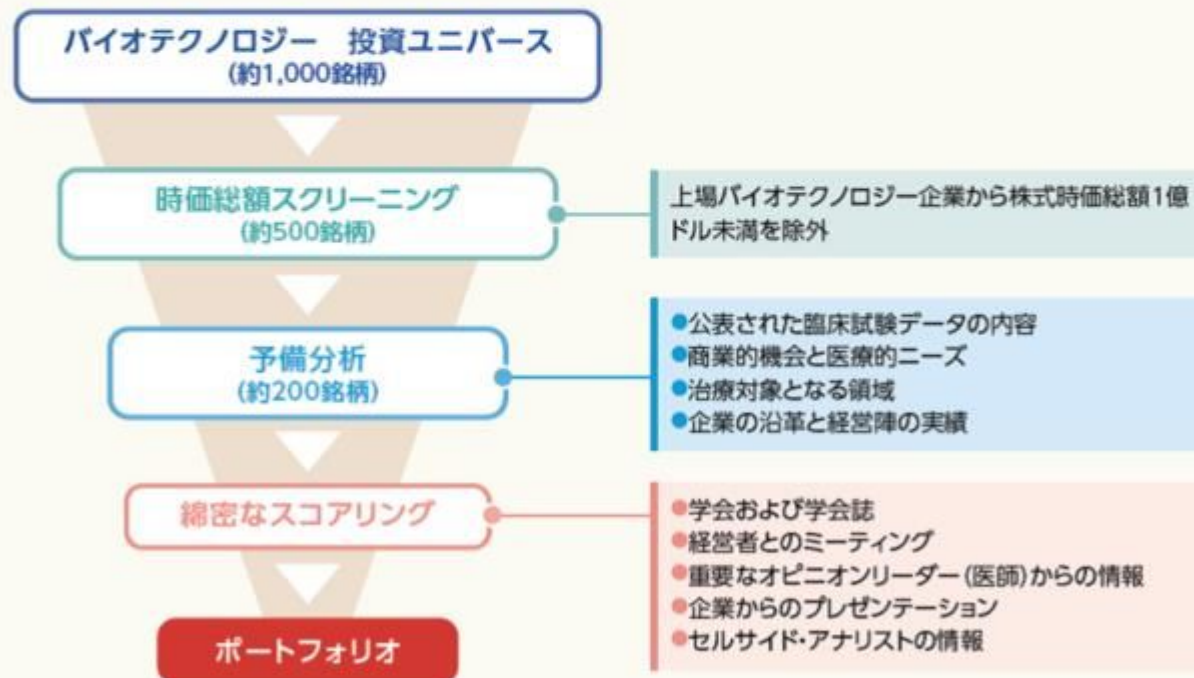 バイオテクノロジー　投資ユニバース
(約1,000銘柄)
時価総額スクリーニング
(約500銘柄)
上場バイオテクノロジー企業から株式時価総額1億
ドル未満を除外
予備分析
(約200銘柄)
●公表された臨床試験データの内容
●商業的機会と医療的ニーズ
●治療対象となる領域
●企業の沿革と経営陣の実績
綿密なスコアリング
●学会および学会誌
●経営者とのミーティング
●重要なオピニオンリーダー(医師)からの情報
●企業からのプレゼンテーション
●セルサイド・アナリストの情報
ポートフォリオ